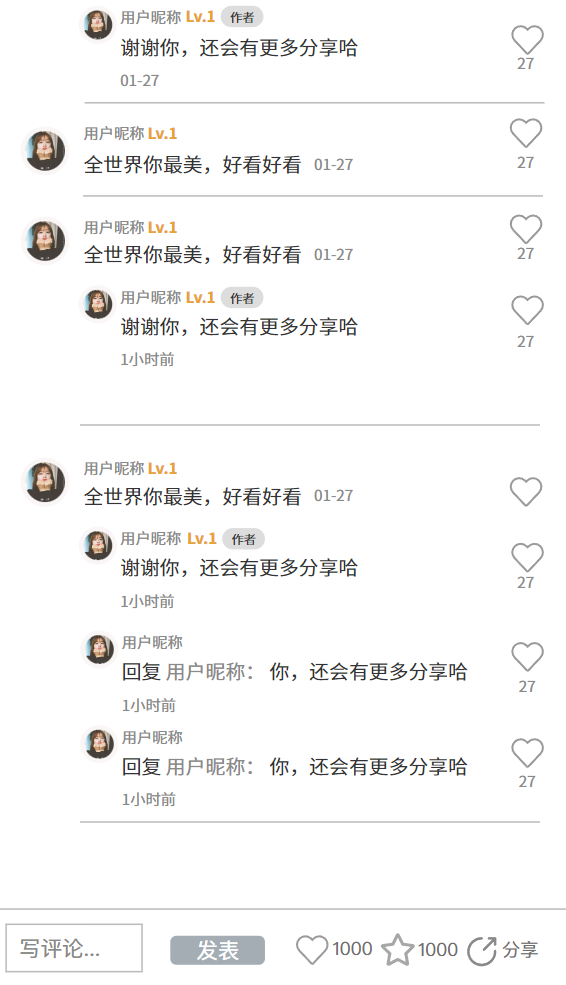 用户昵称 Lv.1 作者
谢谢你，还会有更多分享哈
27
01-27
用户昵称 Lv.1
全世界你最美，好看好看 01-27
27
用户昵称 Lv.1
全世界你最美，好看好看 01-27
27
用户昵称 Lv.1 作者
谢谢你，还会有更多分享哈
27
1小时前
用户昵称 Lv.1
全世界你最美，好看好看 01-27
用户昵称 Lv.1 作者
谢谢你，还会有更多分享哈
27
1小时前
用户昵称
回复 用户昵称： 你，还会有更多分享哈
27
1小时前
用户昵称
回复 用户昵称： 你，还会有更多分享哈
27
1小时前
写评论... 发表 1000 1000 分享